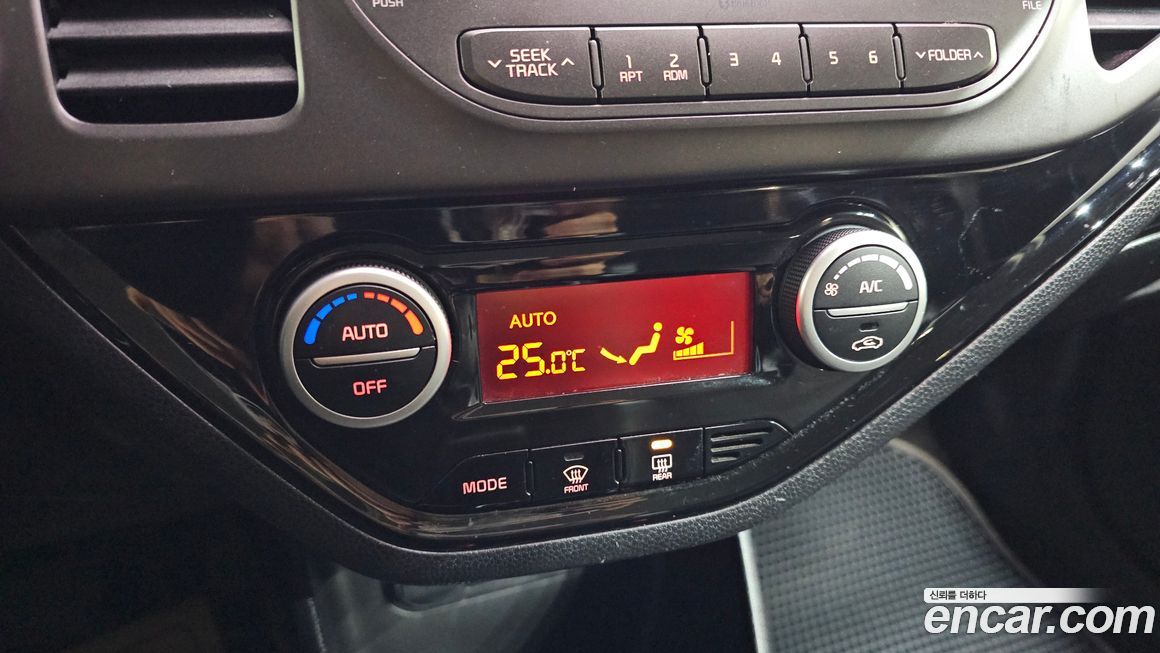 PUSH
FILE
SEEK
TRACK
1 2
RPT RDM
3 4
5 6
FOLDER
AUTO
OFF
AUTO
25.0℃
A/C
MODE
FRONT
REAR
신뢰를 더하다
encar.com